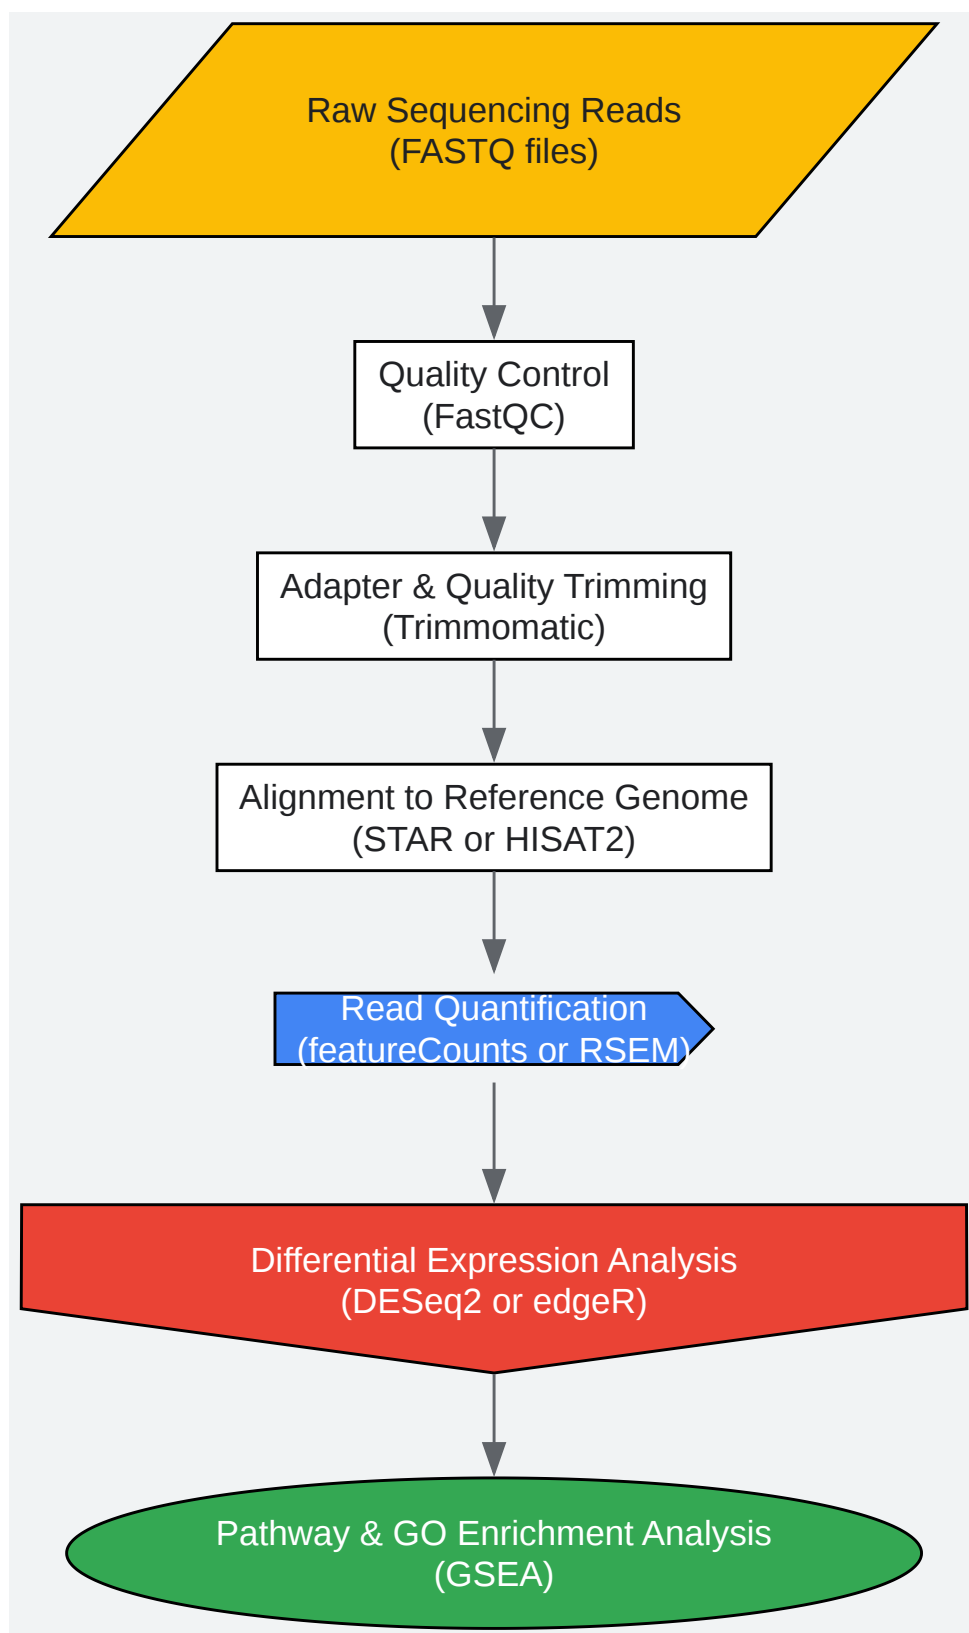 Raw Sequencing Reads
(FASTQ files)
Quality Control
(FastQC)
Adapter & Quality Trimming
(Trimmomatic)
Alignment to Reference Genome
(STAR or HISAT2)
Read Quantification
(featureCounts or RSEM)
Differential Expression Analysis
(DESeq2 or edgeR)
Pathway & GO Enrichment Analysis
(GSEA)